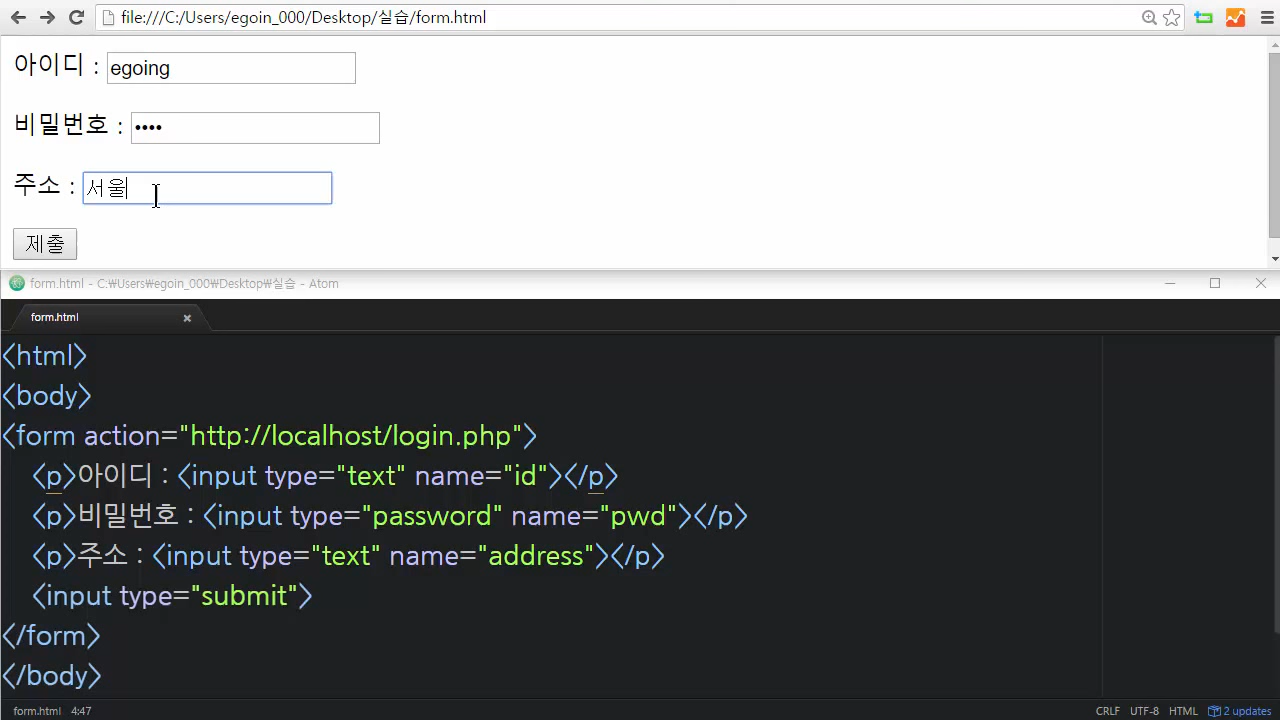 file:///C:/Users/egoin_000/Desktop/실습/form.html
아이디 : egoing
비밀번호 : ••••
주소 : 서울
제출
form.html - C:₩Users₩egoin_000₩Desktop₩실습 - Atom
form.html
<html>
<body>
<form action="http://localhost/login.php">
<p>아이디 : <input type="text" name="id"></p>
<p>비밀번호 : <input type="password" name="pwd"></p>
<p>주소 : <input type="text" name="address"></p>
<input type="submit">
</form>
</body>
form.html 4:47 CRLF UTF-8 HTML 2 updates